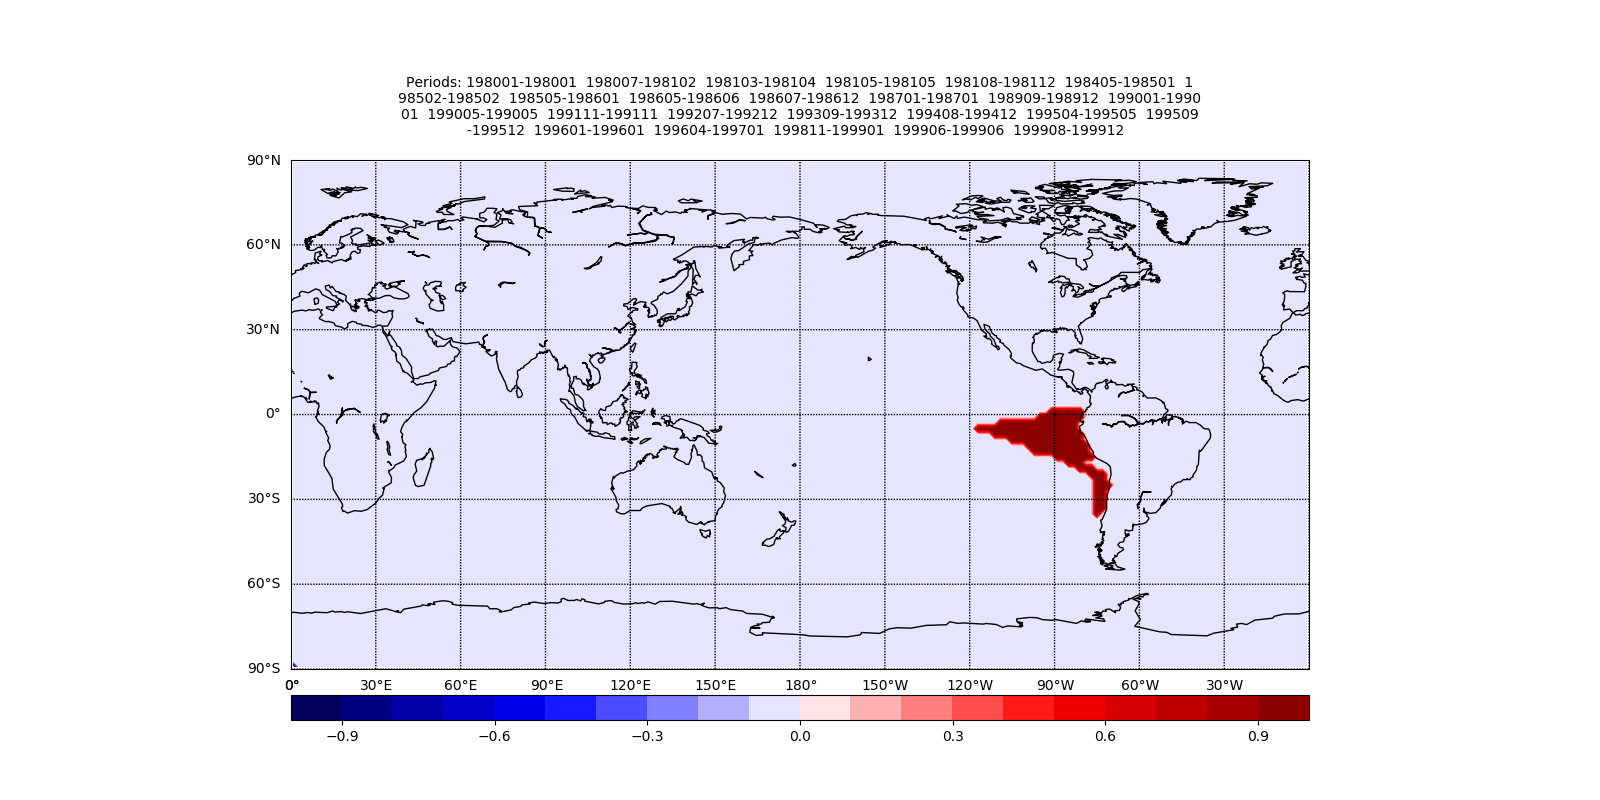 Periods: 198001-198001  198007-198102  198103-198104  198105-198105  198108-198112  198405-198501  1
98502-198502  198505-198601  198605-198606  198607-198612  198701-198701  198909-198912  199001-1990
01  199005-199005  199111-199111  199207-199212  199309-199312  199408-199412  199504-199505  199509
-199512  199601-199601  199604-199701  199811-199901  199906-199906  199908-199912
90°N
60°N
30°N
0°
30°S
60°S
90°S
0° 30°E 60°E 90°E 120°E 150°E 180° 150°W 120°W 90°W 60°W 30°W
−0.9 −0.6 −0.3 0.0 0.3 0.6 0.9